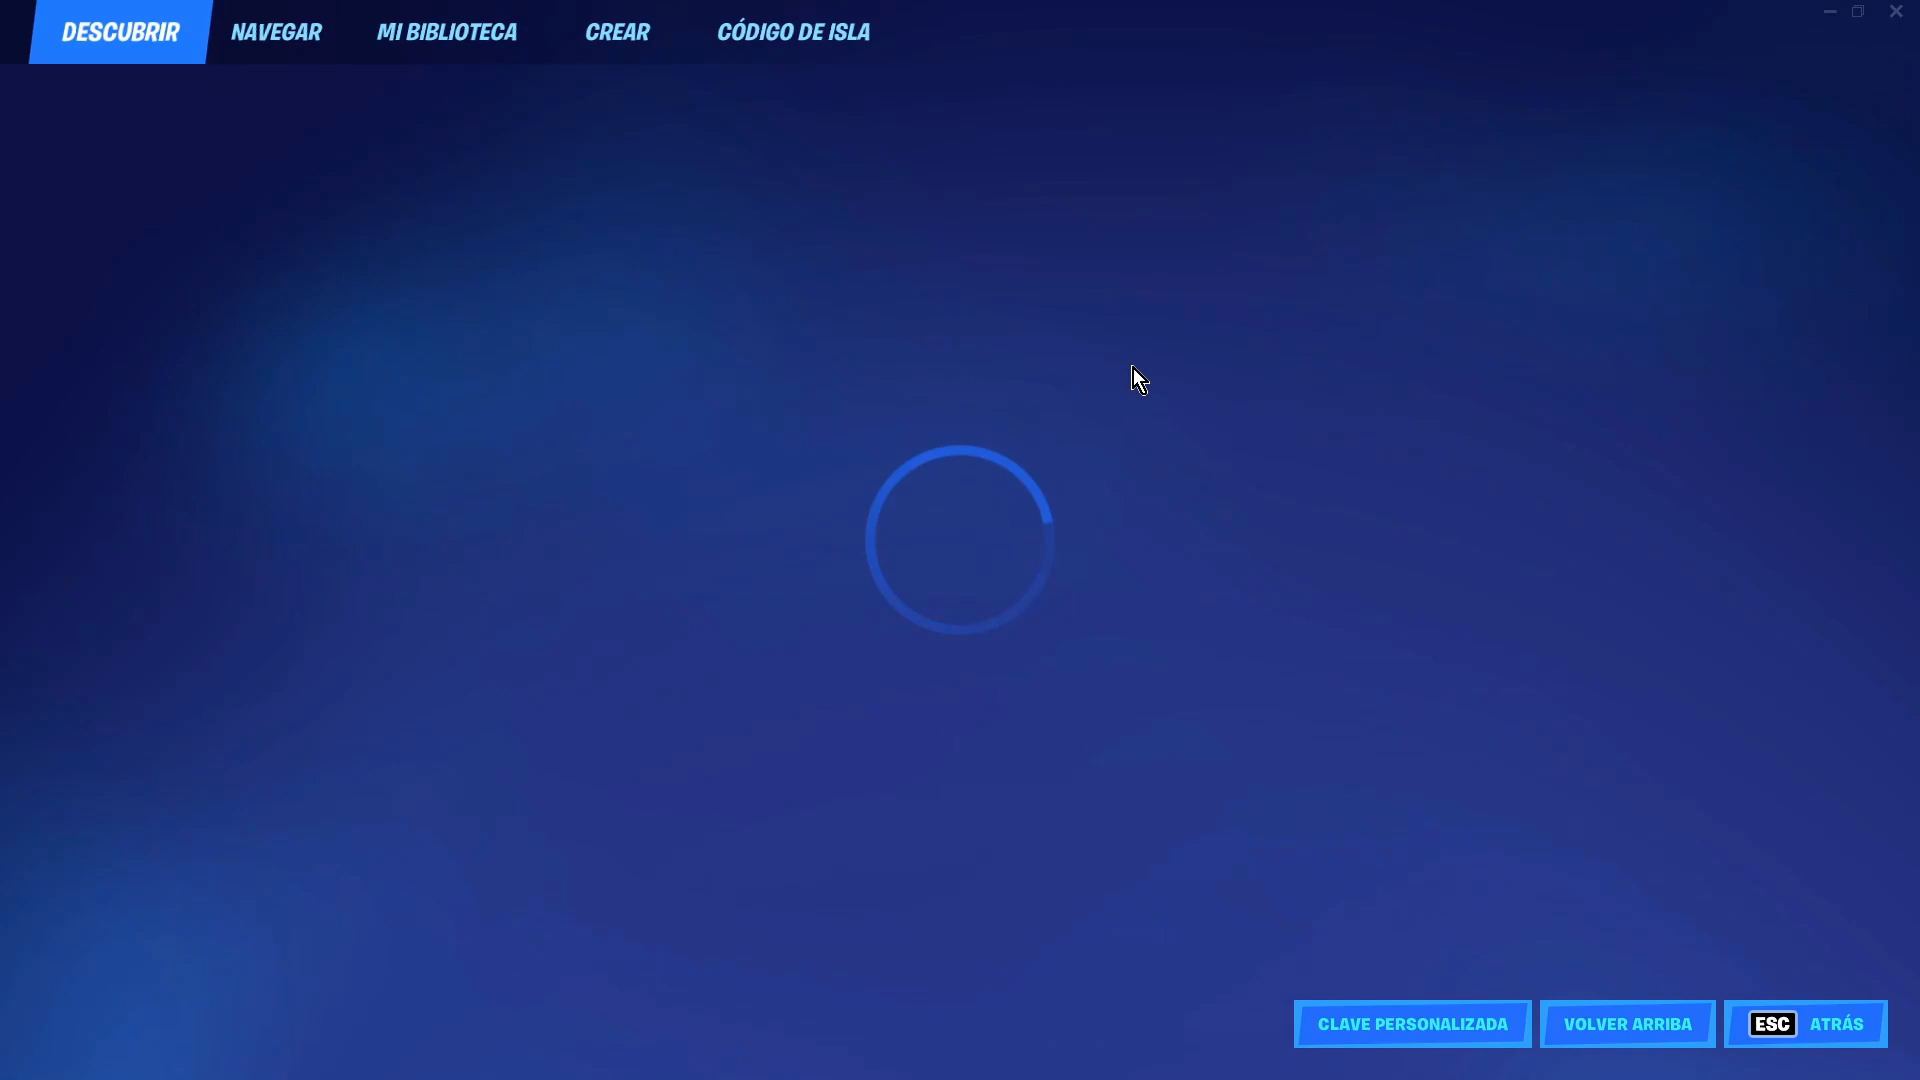 DESCUBRIR NAVEGAR MI BIBLIOTECA CREAR CÓDIGO DE ISLA
CLAVE PERSONALIZADA VOLVER ARRIBA ESC ATRÁS